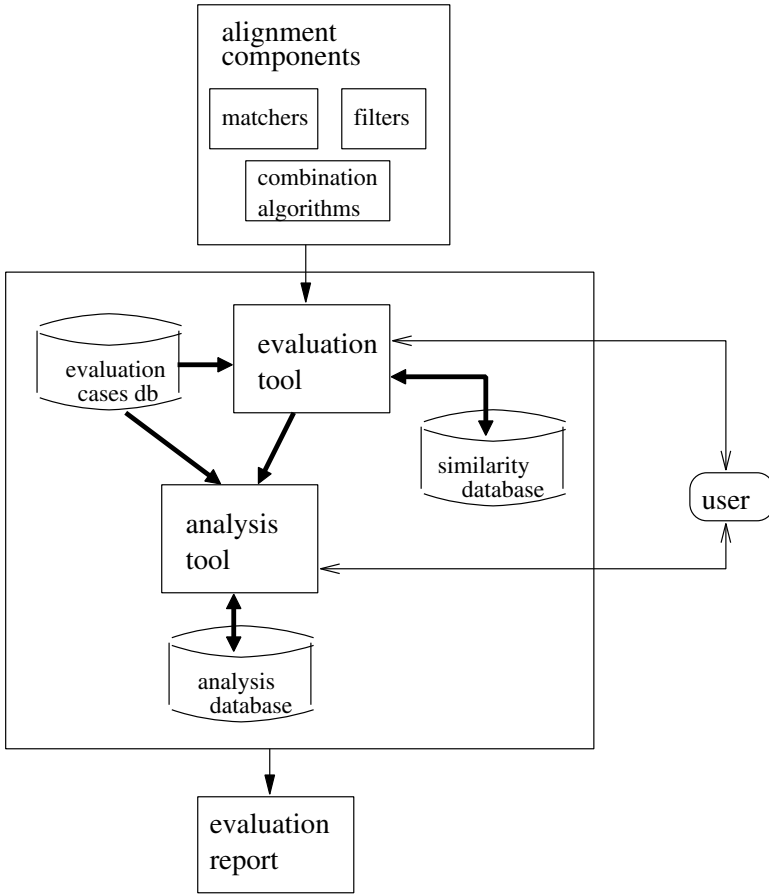 alignment
components
matchers
filters
combination
algorithms
evaluation
tool
evaluation
cases db
similarity
database
user
analysis
tool
analysis
database
evaluation
report